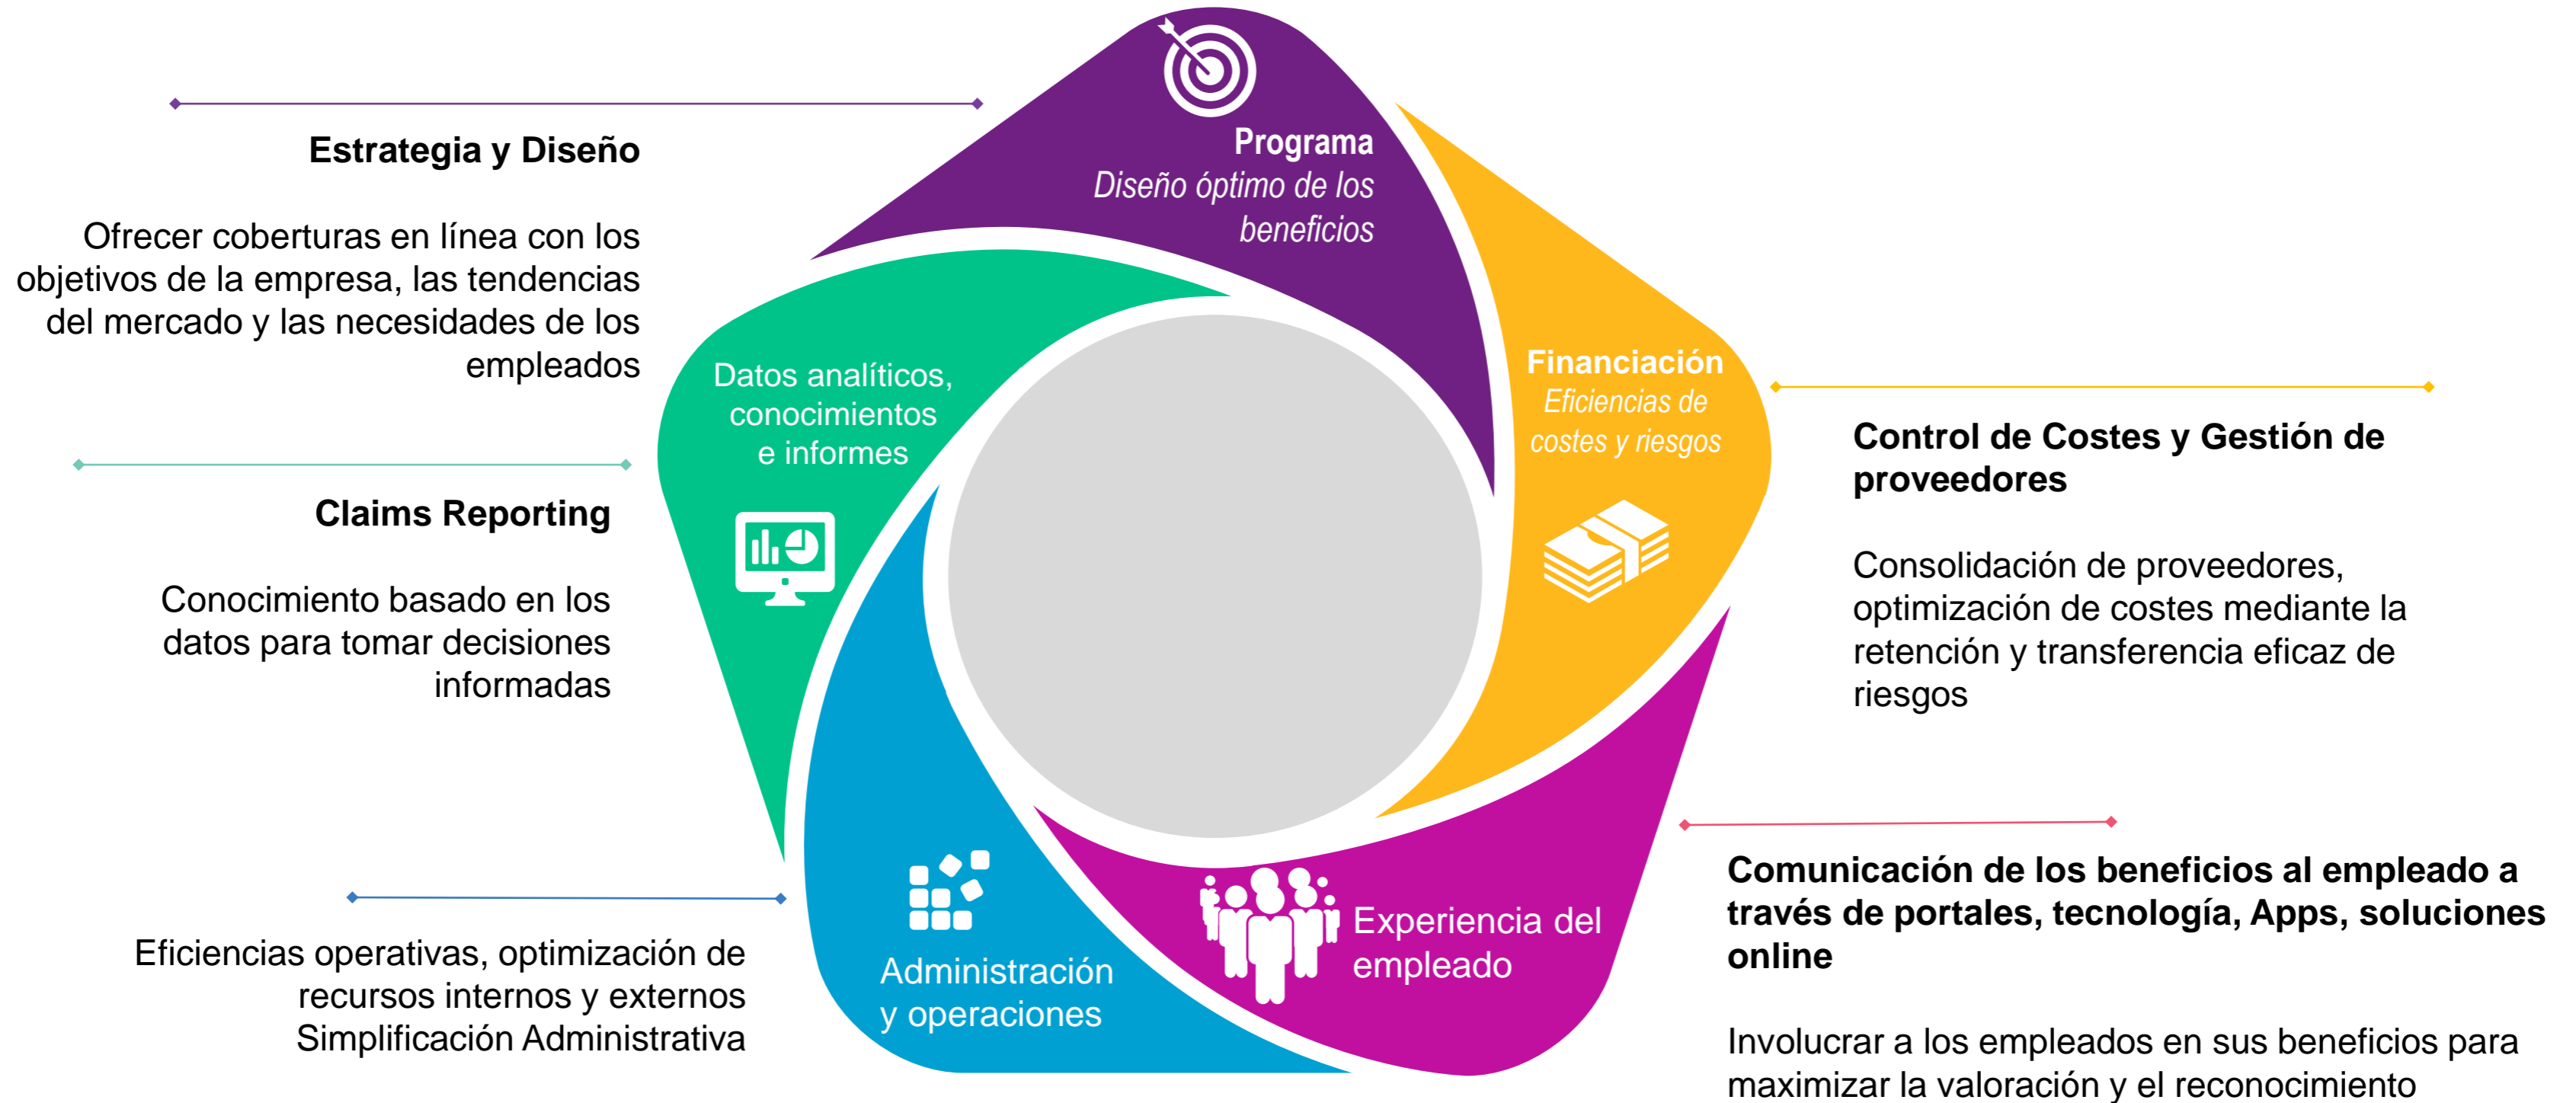 Programa
Diseño óptimo de los
beneficios
Estrategia y Diseño
Ofrecer coberturas en línea con los
objetivos de la empresa, las tendencias
del mercado y las necesidades de los
empleados
Datos analíticos,
conocimientos
e informes
Claims Reporting
Conocimiento basado en los
datos para tomar decisiones
informadas
Financiación
Eficiencias de
costes y riesgos
Control de Costes y Gestión de
proveedores
Consolidación de proveedores,
optimización de costes mediante la
retención y transferencia eficaz de
riesgos
Administración
y operaciones
Eficiencias operativas, optimización de
recursos internos y externos
Simplificación Administrativa
Experiencia del
empleado
Comunicación de los beneficios al empleado a
través de portales, tecnología, Apps, soluciones
online
Involucrar a los empleados en sus beneficios para
maximizar la valoración y el reconocimiento